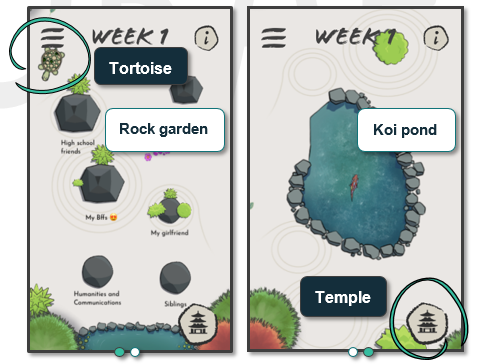 WEEK 1
i
Tortoise
Rock garden
High school
friends
My Bffs 😍
My girlfriend
Humanities and
Communications
Siblings
WEEK 1
i
Koi pond
Temple